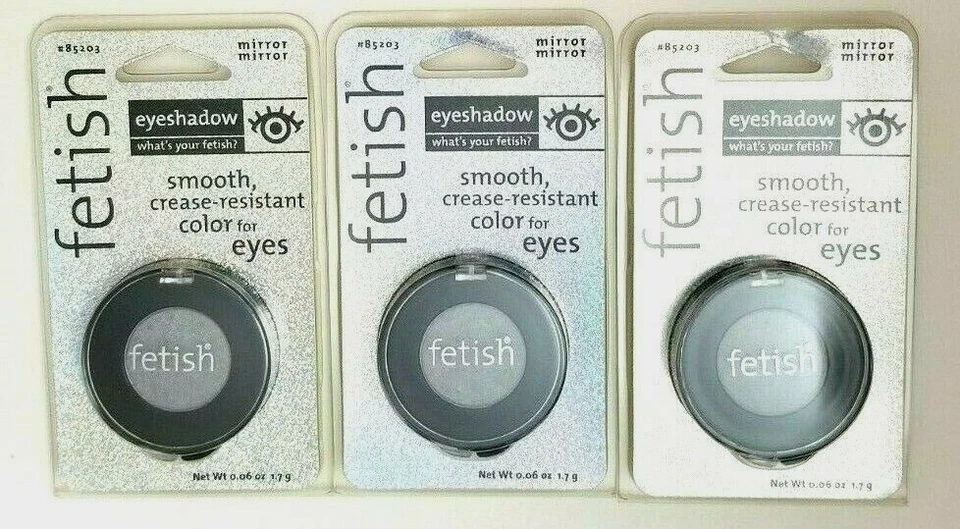 #85203
mirror
mirror
fetish
eyeshadow
what's your fetish?
smooth,
crease-resistant
color for
eyes
fetish®
Net Wt 0.06 oz 1.7 g
#85203
mirror
mirror
fetish
eyeshadow
what's your fetish?
smooth,
crease-resistant
color for
eyes
fetish®
Net Wt 0.06 oz 1.7 g
#85203
mirror
mirror
fetish
eyeshadow
what's your fetish?
smooth,
crease-resistant
color for
eyes
fetish
Net Wt 0.06 oz 1.7 g